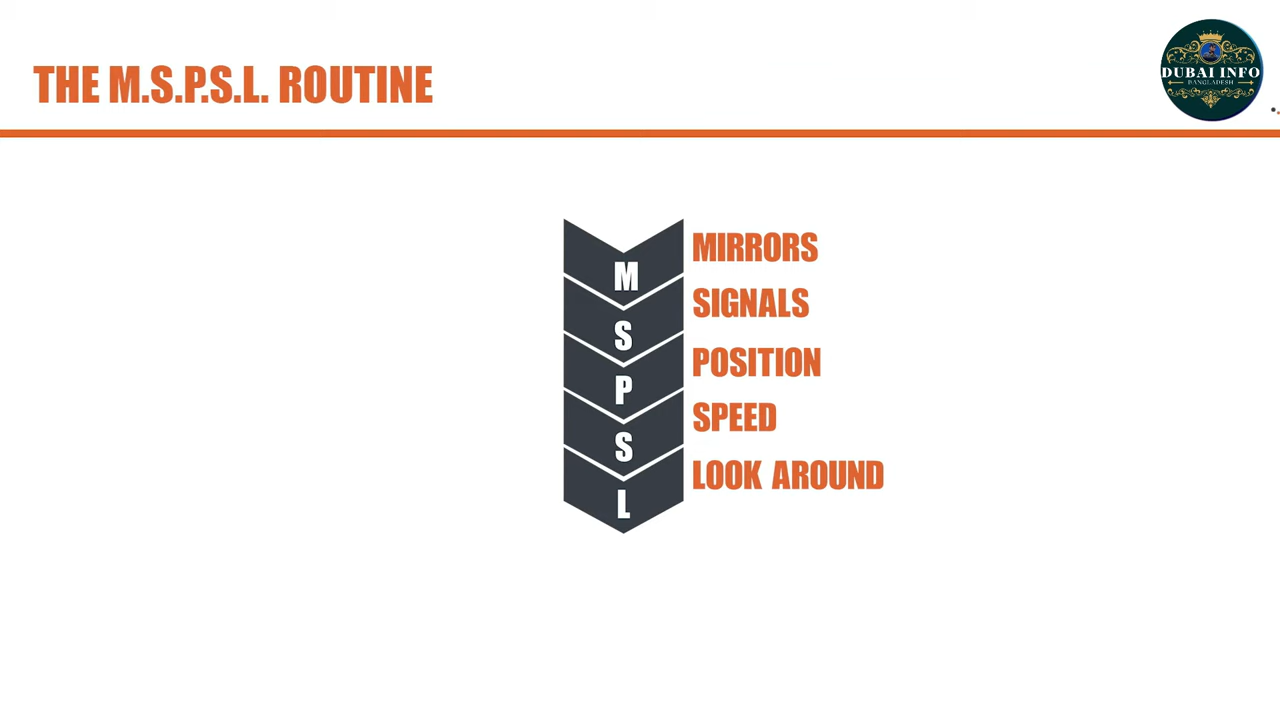 THE M.S.P.S.L. ROUTINE
DUBAI INFO
BANGLADESH
M
MIRRORS
S
SIGNALS
P
POSITION
S
SPEED
L
LOOK AROUND